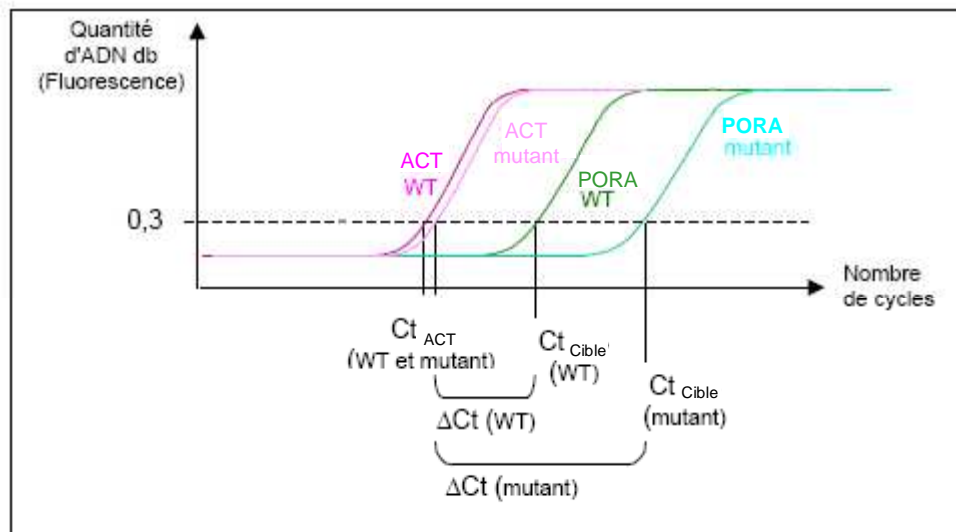 Quantité
d'ADN db
(Fluorescence)
ACT
WT
ACT
mutant
PORA
WT
PORA
mutant
0,3
Nombre
de cycles
Ct ACT
(WT et mutant)
Ct Cible
(WT)
Ct Cible
(mutant)
ΔCt (WT)
ΔCt (mutant)